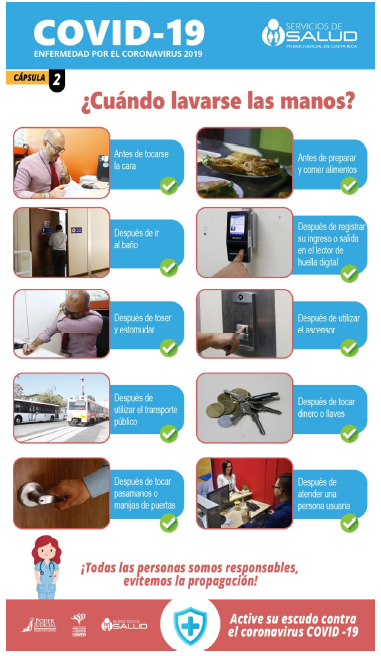 COVID-19
ENFERMEDAD POR EL CORONAVIRUS 2019
SERVICIOS DE
SALUD
PODER JUDICIAL DE COSTA RICA
CÁPSULA 2
¿Cuándo lavarse las manos?
Antes de tocarse
la cara
Antes de preparar
y comer alimentos
Después de ir
al baño
Después de registrar
su ingreso o salida
en el lector de
huella digital
Después de toser
y estornudar
Después de utilizar
el ascensor
Después de
utilizar el transporte
público
Después de tocar
dinero o llaves
Después de tocar
pasamanos o
manijas de puertas
Después de
atender una
persona usuaria
¡Todas las personas somos responsables,
evitemos la propagación!
PODER
JUDICIAL
SERVICIOS DE
SALUD
Active su escudo contra
el coronavirus COVID -19